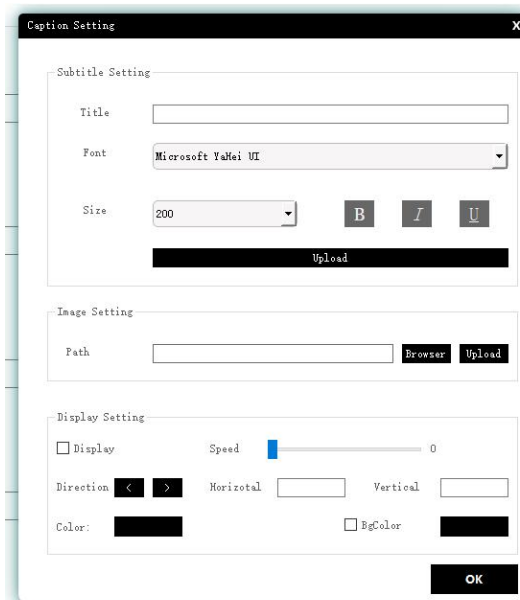 Caption Setting X
Subtitle Setting
Title
Font Microsoft YaHei UI
Size 200 B I U
Upload
Image Setting
Path Browser Upload
Display Setting
Display Speed 0
Direction < > Horizotal Vertical
Color: BgColor
OK